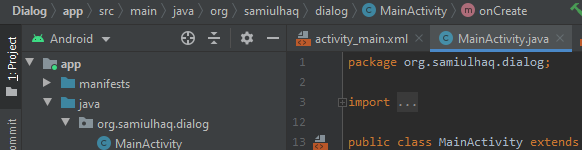 Dialog app src main java org samiulhaq dialog MainActivity onCreate
1: Project
Android
activity_main.xml
MainActivity.java
app
manifests
java
org.samiulhaq.dialog
MainActivity
1 package org.samiulhaq.dialog;
2
3 import ...
12
13 public class MainActivity extends